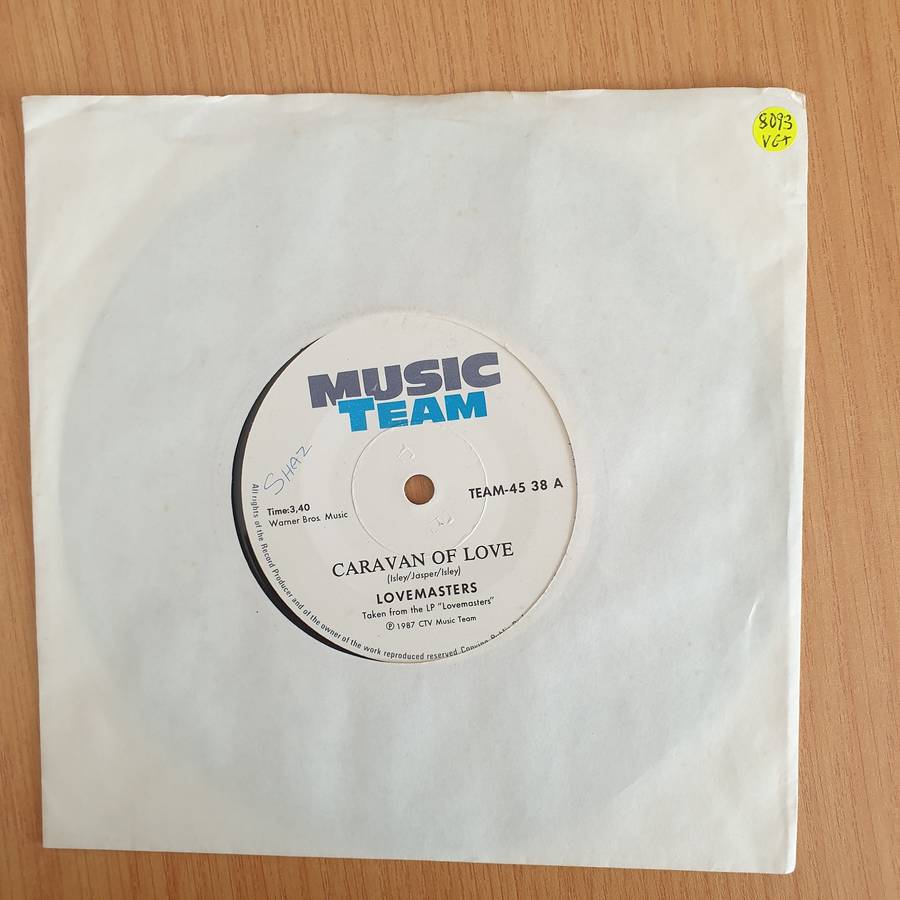 8093
VG+
MUSIC
TEAM
SHAZ
TEAM-45 38 A
Time:3,40
Warner Bros. Music
CARAVAN OF LOVE
(Isley/Jasper/Isley)
LOVEMASTERS
Taken from the LP "Lovemasters"
℗ 1987 CTV Music Team
All rights of the Record Producer and of the owner of the work reproduced reserved. Copying. Public